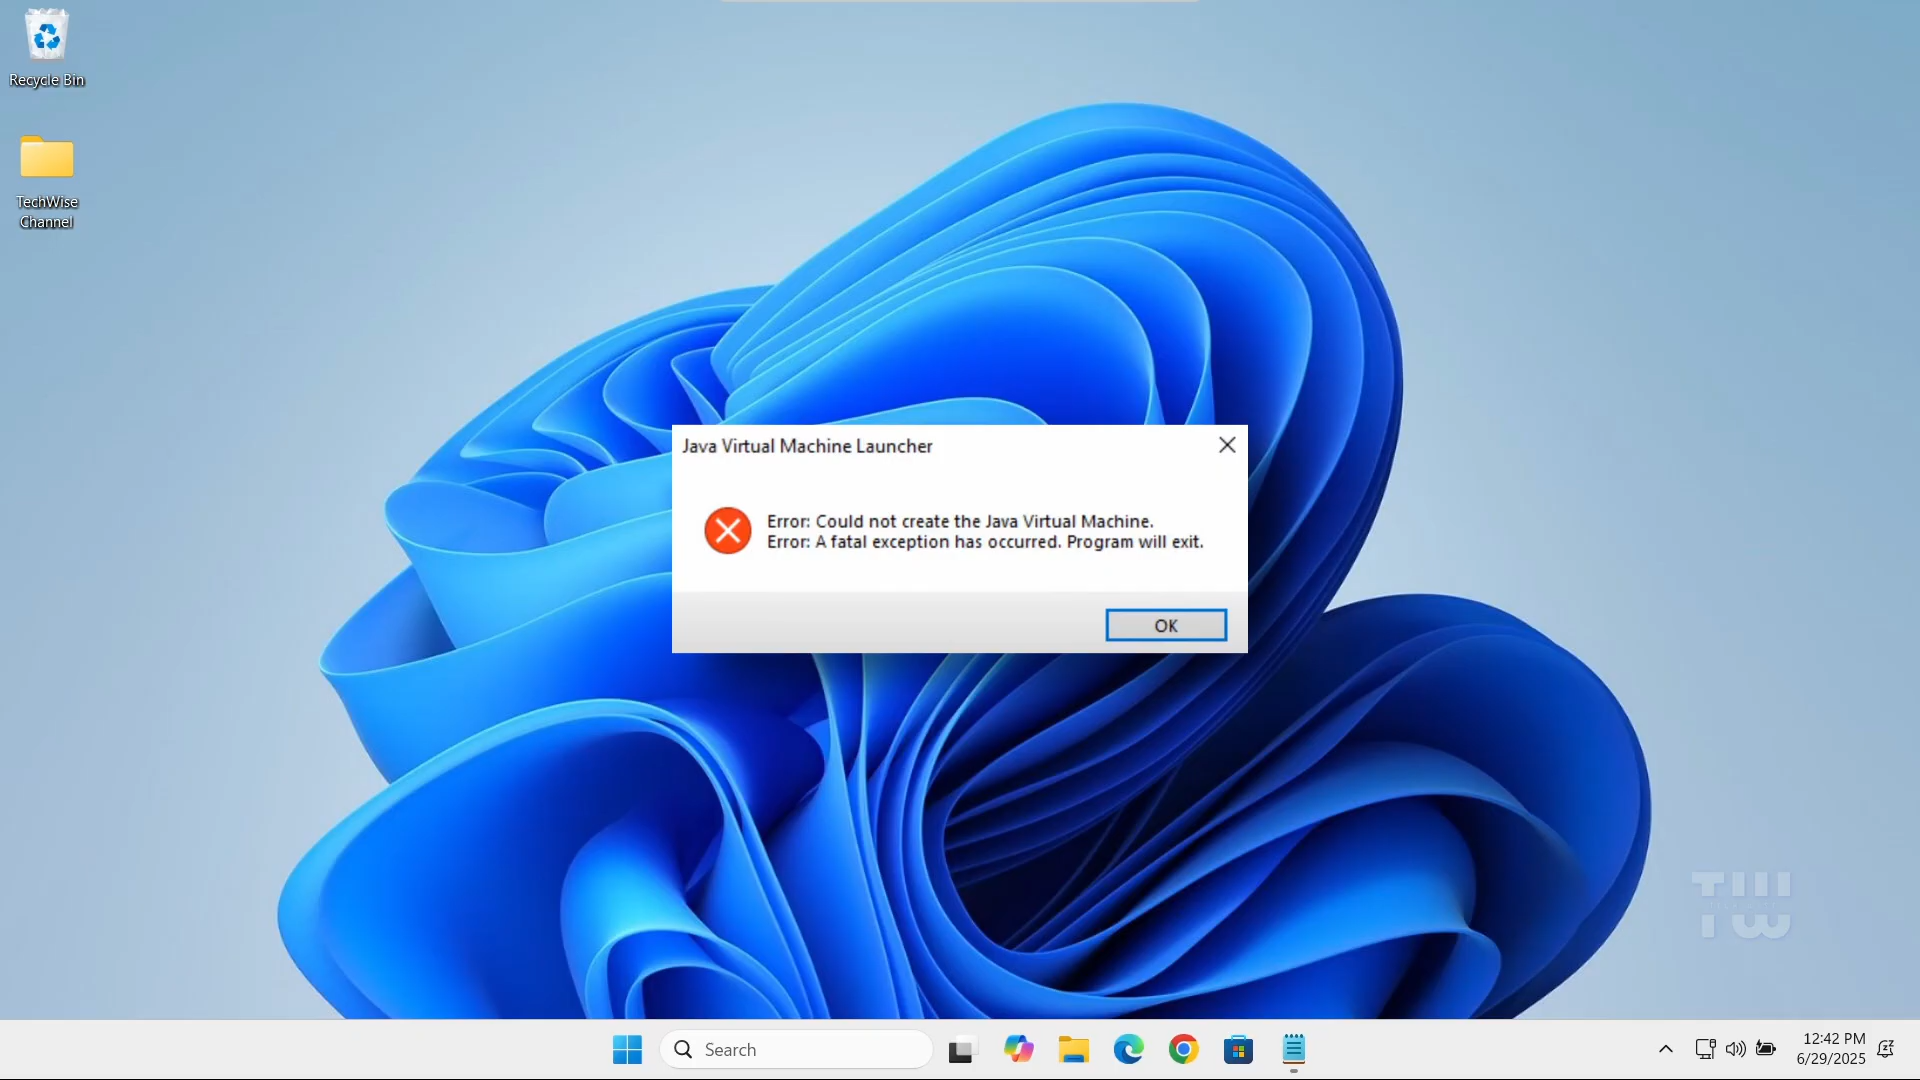 Recycle Bin
TechWise
Channel
Java Virtual Machine Launcher
Error: Could not create the Java Virtual Machine.
Error: A fatal exception has occurred. Program will exit.
OK
TW
Search
12:42 PM
6/29/2025